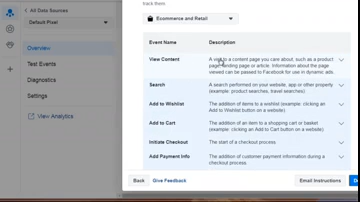 track them.
All Data Sources
Ecommerce and Retail
Default Pixel
Event Name
Description
Overview
View Content
A visit to a content page you care about, such as a product
page, landing page or article. Information about the page
viewed can be passed to Facebook for use in dynamic ads.
Test Events
Diagnostics
Search
A search performed on your website, app or other property
(example: product searches, travel searches)
Settings
Add to Wishlist
The addition of items to a wishlist (example: clicking an
Add to Wishlist button on a website).
View Analytics
Add to Cart
The addition of an item to a shopping cart or basket
(example: clicking an Add to Cart button on a website)
Initiate Checkout
The start of a checkout process
Add Payment Info
The addition of customer payment information during a
checkout process
Back
Give Feedback
Email Instructions